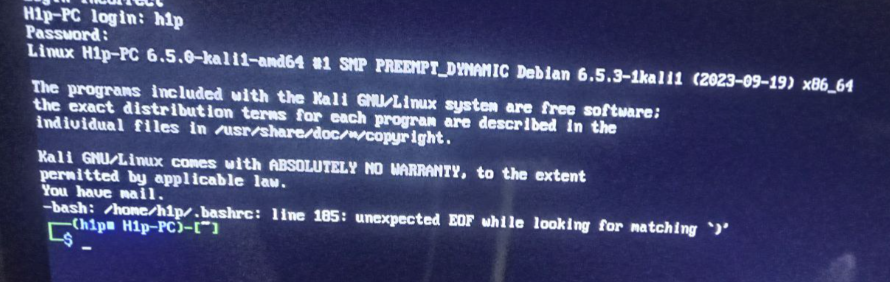 Login incorrect
H1p-PC login: h1p
Password:
Linux H1p-PC 6.5.0-kali1-amd64 #1 SMP PREEMPT_DYNAMIC Debian 6.5.3-1kali1 (2023-09-19) x86_64
The programs included with the Kali GNU/Linux system are free software;
the exact distribution terms for each program are described in the
individual files in /usr/share/doc/*/copyright.
Kali GNU/Linux comes with ABSOLUTELY NO WARRANTY, to the extent
permitted by applicable law.
You have mail.
-bash: /home/h1p/.bashrc: line 185: unexpected EOF while looking for matching `)'
┌──(h1p■ H1p-PC)-[~]
└─$ _